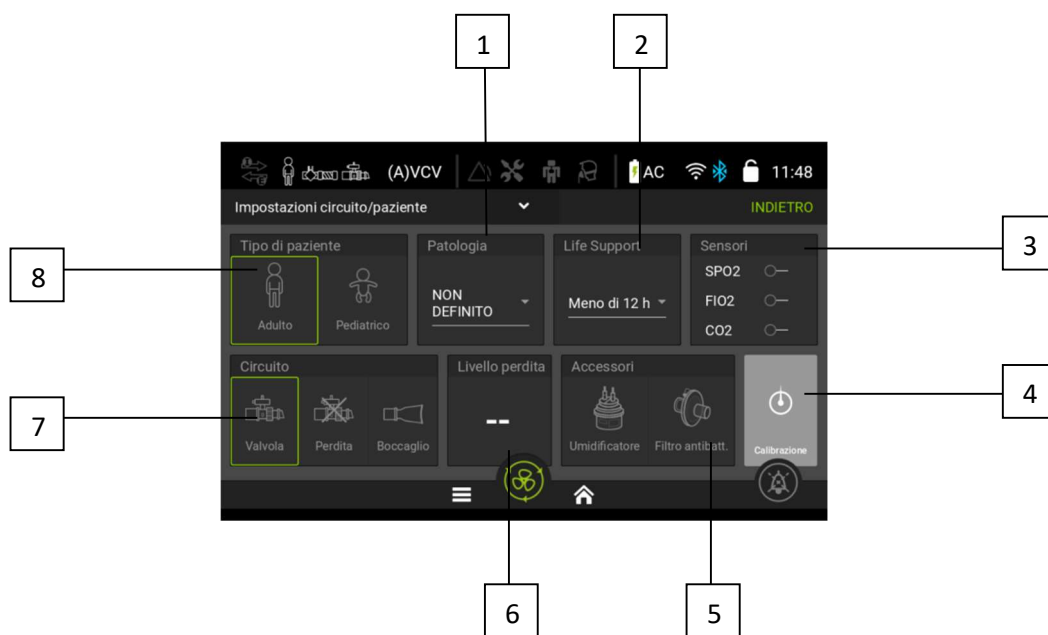 1
2
(A)VCV
AC
11:48
Impostazioni circuito/paziente
INDIETRO
Tipo di paziente
Adulto
Pediatrico
Patologia
NON
DEFINITO
Life Support
Meno di 12 h
Sensori
SPO2
FIO2
CO2
3
8
Circuito
Valvola
Perdita
Boccaglio
Livello perdita
--
Accessori
Umidificatore
Filtro antibatt.
Calibrazione
4
7
6
5